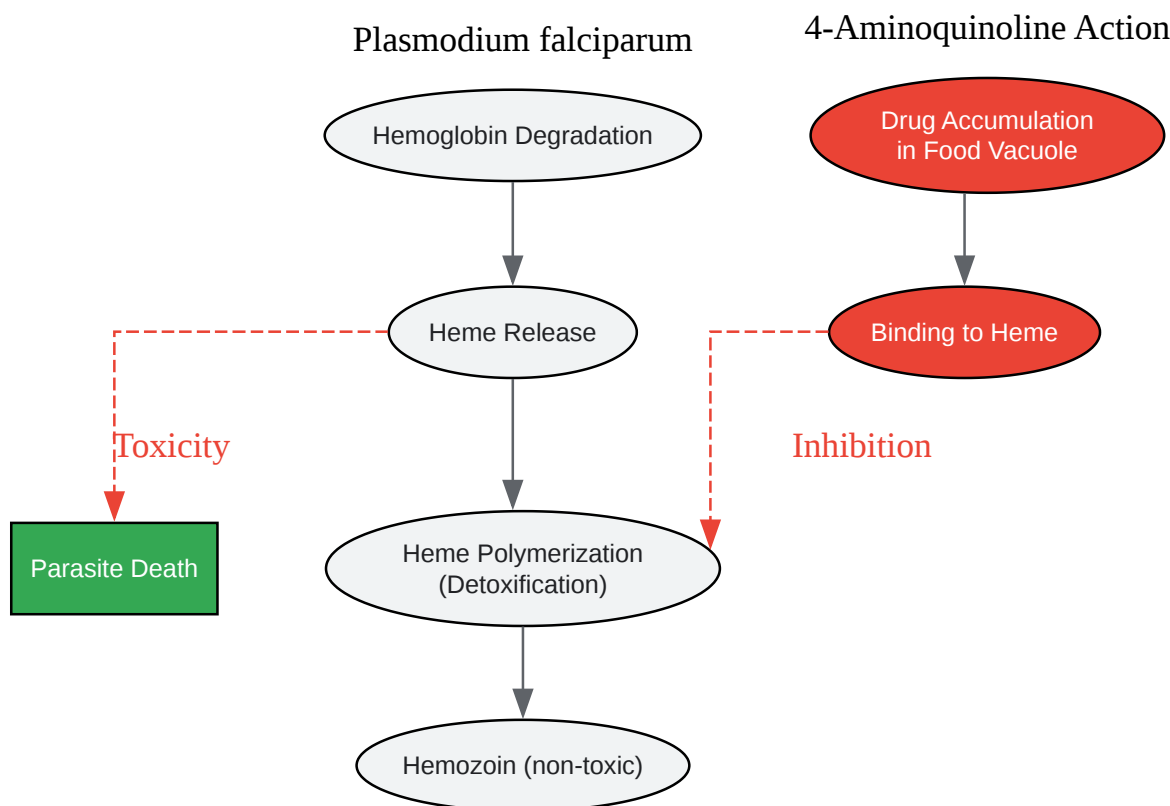 Plasmodium falciparum
4-Aminoquinoline Action
Hemoglobin Degradation
Drug Accumulation
in Food Vacuole
Heme Release
Binding to Heme
Toxicity
Inhibition
Parasite Death
Heme Polymerization
(Detoxification)
Hemozoin (non-toxic)